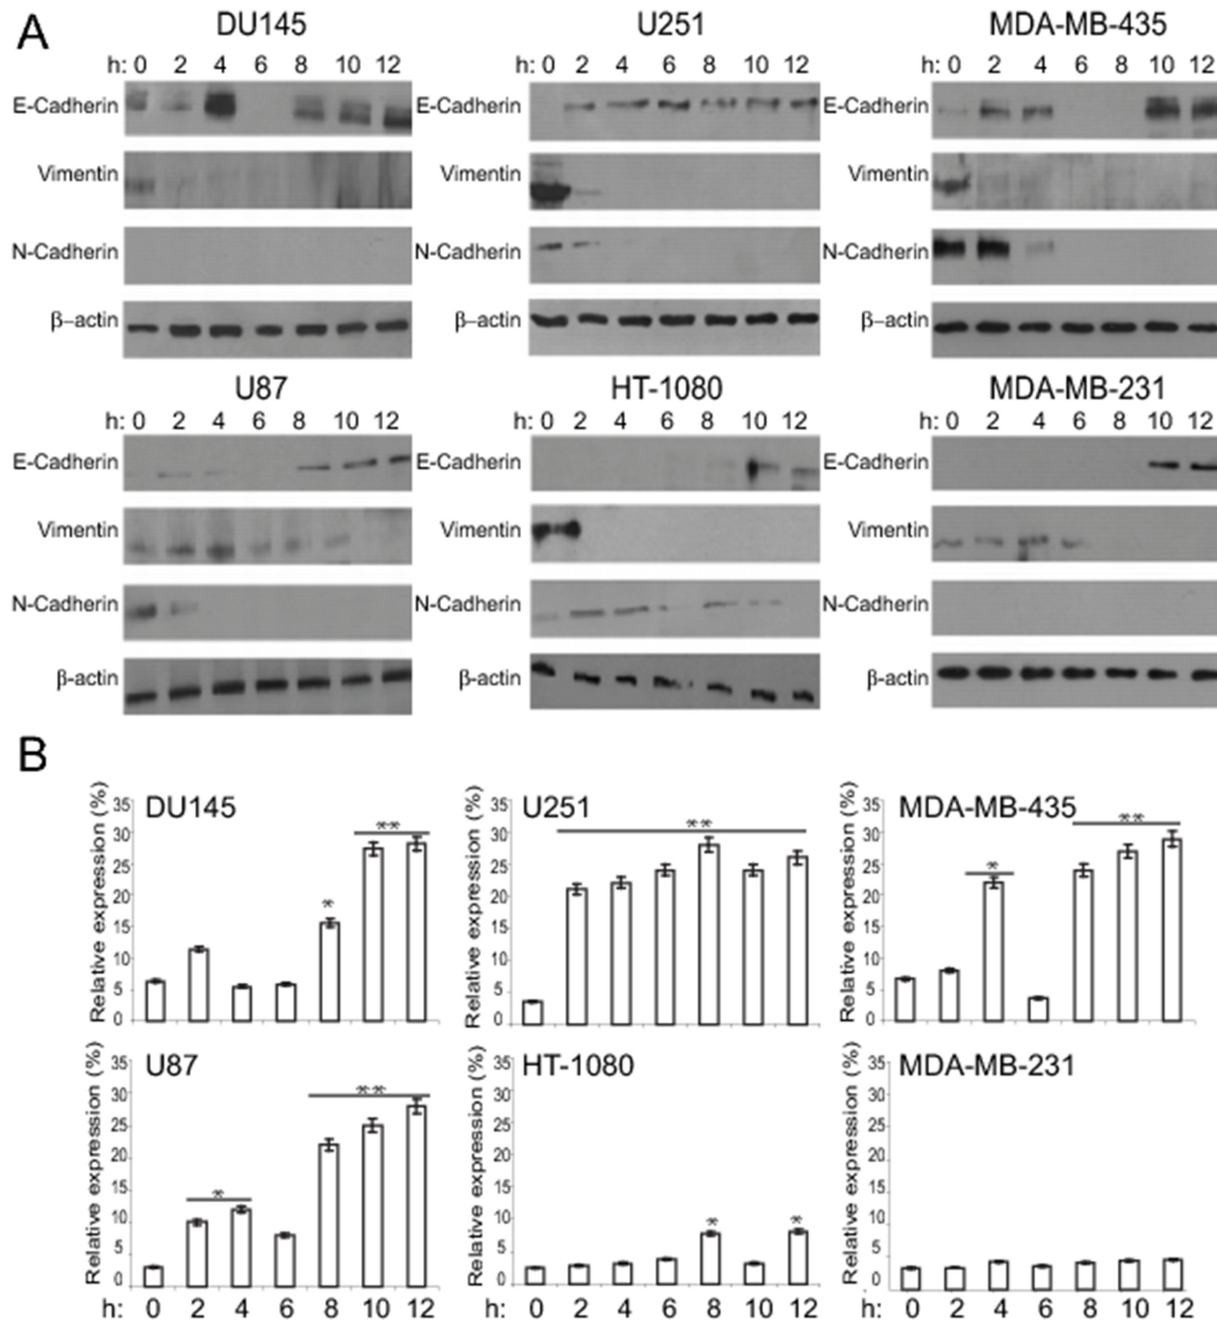 A
DU145 U251 MDA-MB-435
h: 0 2 4 6 8 10 12 h: 0 2 4 6 8 10 12 h: 0 2 4 6 8 10 12
E-Cadherin E-Cadherin E-Cadherin
Vimentin Vimentin Vimentin
N-Cadherin N-Cadherin N-Cadherin
β–actin β–actin β–actin
U87 HT-1080 MDA-MB-231
h: 0 2 4 6 8 10 12 h: 0 2 4 6 8 10 12 h: 0 2 4 6 8 10 12
E-Cadherin E-Cadherin E-Cadherin
Vimentin Vimentin Vimentin
N-Cadherin N-Cadherin N-Cadherin
β-actin β-actin β-actin
B
DU145 U251 MDA-MB-435
Relative expression (%) Relative expression (%) Relative expression (%)
35 35 35
30 ** 30 ** 30 **
25 25 25
20 * 20 20 *
15 15 15
10 10 10
5 5 5
0 0 0
U87 HT-1080 MDA-MB-231
Relative expression (%) Relative expression (%) Relative expression (%)
35 35 35
30 ** 30 30
25 25 25
20 20 20
15 * 15 15
10 10 * * 10
5 5 5
0 0 0
h: 0 2 4 6 8 10 12 h: 0 2 4 6 8 10 12 h: 0 2 4 6 8 10 12